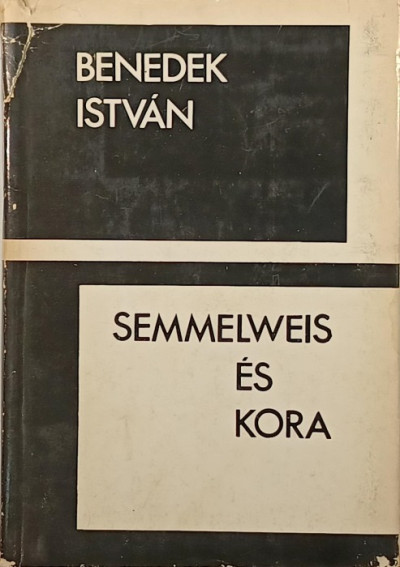 BENEDEK
ISTVÁN
SEMMELWEIS
ÉS
KORA